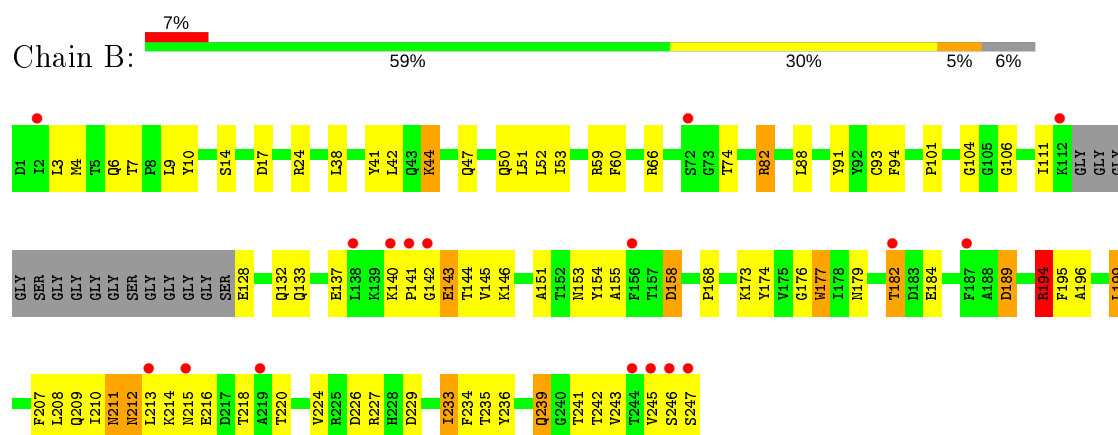 7%
Chain B:
59% 30% 5% 6%
D1 I2 L3 M4 T5 Q6 T7 P8 L9 Y10 S14 D17 R24 L38 Y41 L42 Q43 K44 Q47 Q50 L51 L52 I53 R59 F60 R66 S72 G73 T74 R82 L88 Y91 Y92 C93 F94 P101 G104 G105 G106 I111 K112 GLY GLY GLY
GLY SER GLY GLY GLY GLY SER GLY GLY GLY SER E128 Q132 Q133 E137 L138 K139 K140 P141 G142 E143 T144 V145 K146 A151 T152 N153 Y154 A155 F156 T157 D158 P168 K173 Y174 V175 G176 W177 I178 N179 T182 D183 E184 F187 A188 D189 R194 F195 A196 L199
F207 L208 Q209 I210 N211 N212 L213 K214 N215 E216 D217 T218 A219 T220 V224 R225 D226 R227 H228 D229 I233 F234 T235 Y236 Q239 G240 T241 T242 V243 T244 V245 S246 S247